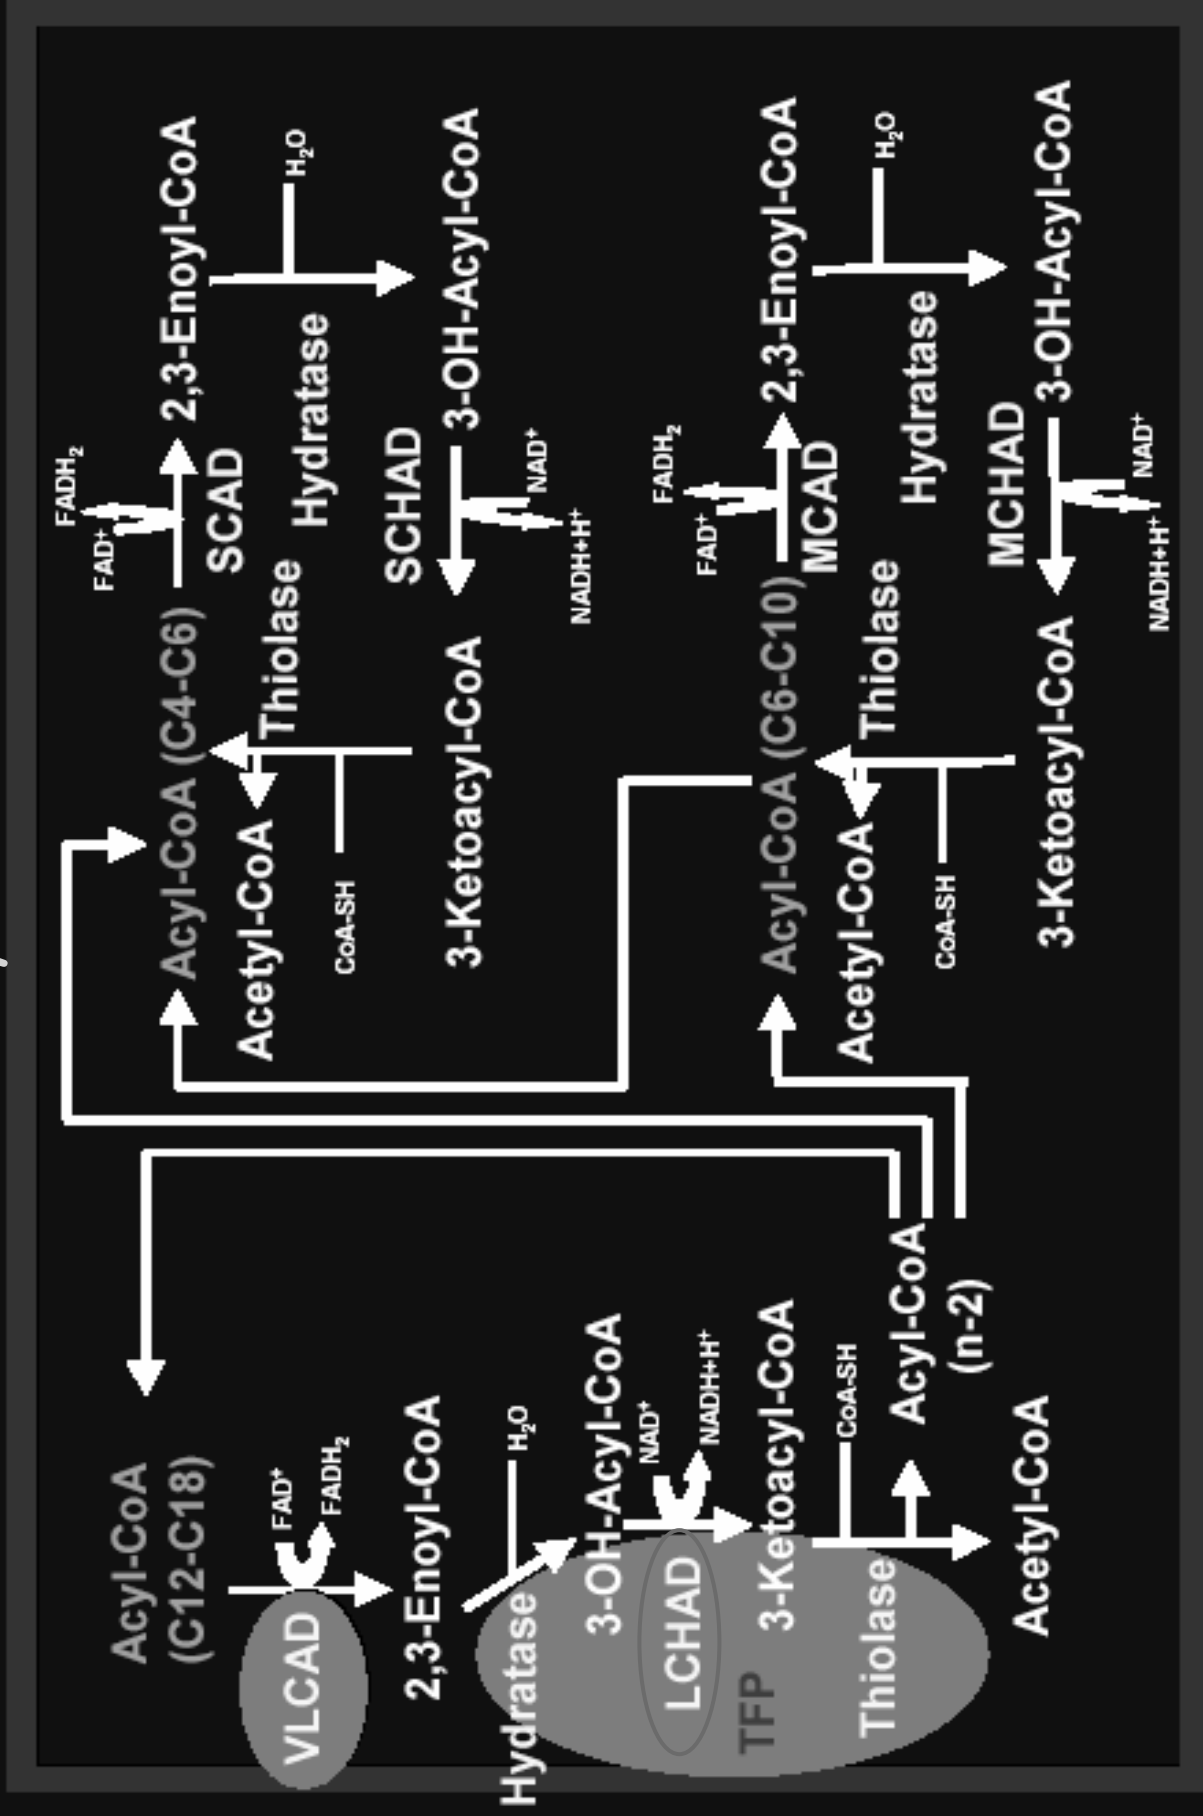 Acyl-CoA
(C12-C18)
FAD⁺
FADH₂
VLCAD
2,3-Enoyl-CoA
H₂O
Hydratase
3-OH-Acyl-CoA
NAD⁺
NADH+H⁺
LCHAD
TFP
3-Ketoacyl-CoA
CoA-SH
Thiolase
Acyl-CoA
(n-2)
Acetyl-CoA
Acyl-CoA (C4-C6)
FAD⁺
FADH₂
SCAD
2,3-Enoyl-CoA
H₂O
Hydratase
3-OH-Acyl-CoA
SCHAD
NAD⁺
NADH+H⁺
3-Ketoacyl-CoA
CoA-SH
Thiolase
Acetyl-CoA
Acyl-CoA (C6-C10)
FAD⁺
FADH₂
MCAD
2,3-Enoyl-CoA
H₂O
Hydratase
3-OH-Acyl-CoA
MCHAD
NAD⁺
NADH+H⁺
3-Ketoacyl-CoA
CoA-SH
Thiolase
Acetyl-CoA